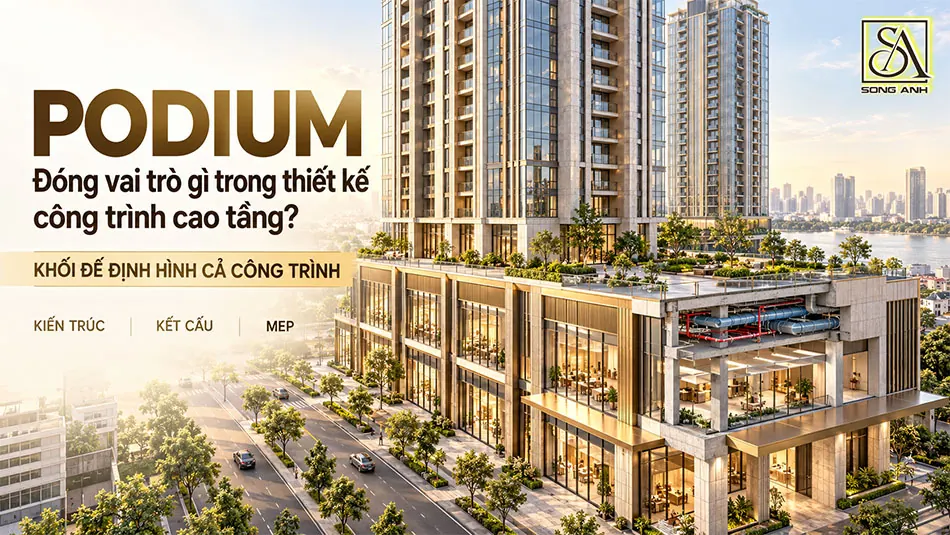 PODIUM
Đóng vai trò gì trong thiết kế
công trình cao tầng?
KHỐI ĐẾ ĐỊNH HÌNH CẢ CÔNG TRÌNH
KIẾN TRÚC
KẾT CẤU
MEP
SA
SONG ANH